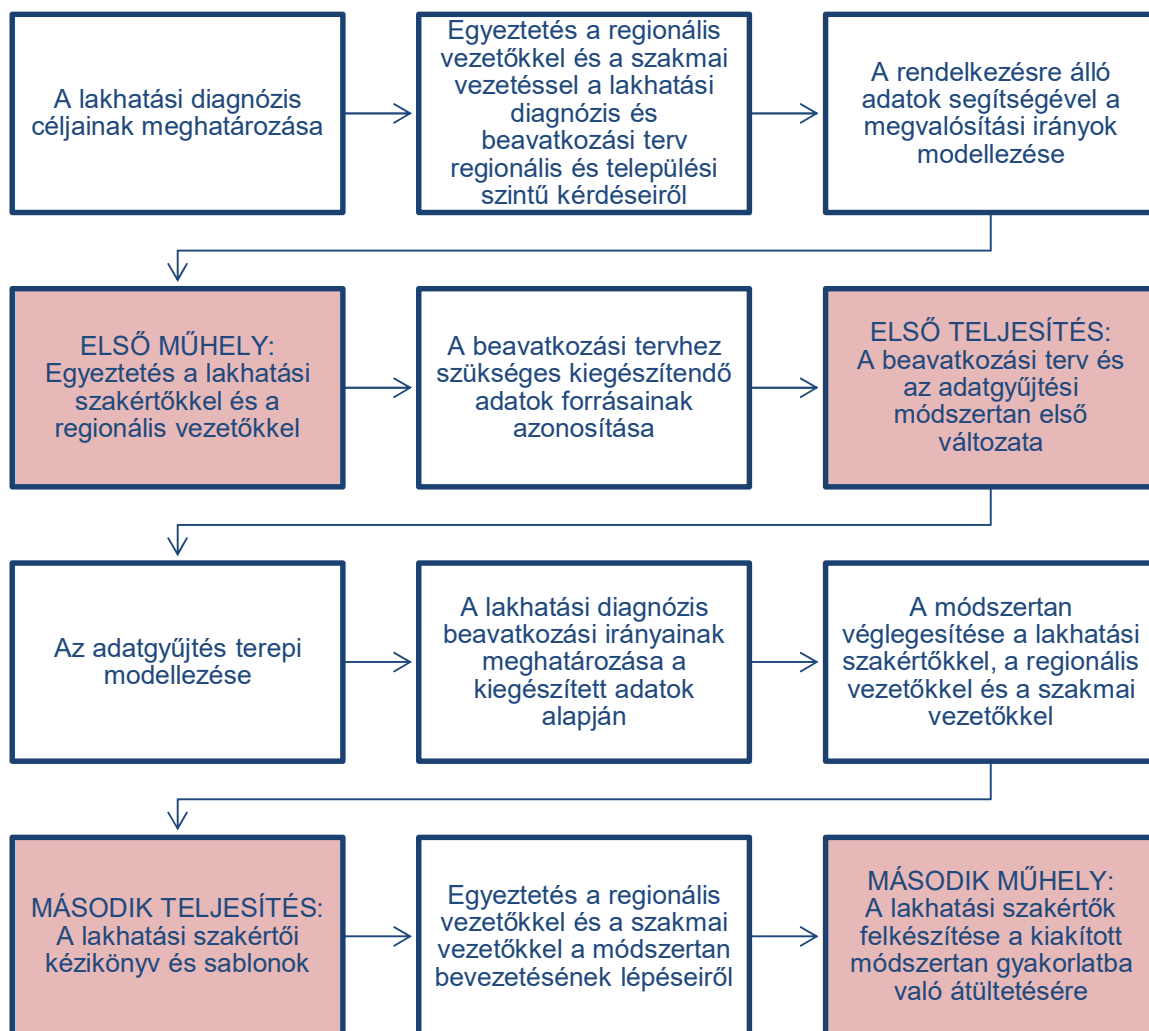 A lakhatási diagnózis
céljainak meghatározása
Egyeztetés a regionális
vezetőkkel és a szakmai
vezetéssel a lakhatási
diagnózis és
beavatkozási terv
regionális és települési
szintű kérdéseiről
A rendelkezésre álló
adatok segítségével a
megvalósítási irányok
modellezése
ELSŐ MŰHELY:
Egyeztetés a lakhatási
szakértőkkel és a
regionális vezetőkkel
A beavatkozási tervhez
szükséges kiegészítendő
adatok forrásainak
azonosítása
ELSŐ TELJESÍTÉS:
A beavatkozási terv és
az adatgyűjtési
módszertan első
változata
Az adatgyűjtés terepi
modellezése
A lakhatási diagnózis
beavatkozási irányainak
meghatározása a
kiegészített adatok
alapján
A módszertan
véglegesítése a lakhatási
szakértőkkel, a regionális
vezetőkkel és a szakmai
vezetőkkel
MÁSODIK TELJESÍTÉS:
A lakhatási szakértői
kézikönyv és sablonok
Egyeztetés a regionális
vezetőkkel és a szakmai
vezetőkkel a módszertan
bevezetésének lépéseiről
MÁSODIK MŰHELY:
A lakhatási szakértők
felkészítése a kiakított
módszertan gyakorlatba
való átültetésére